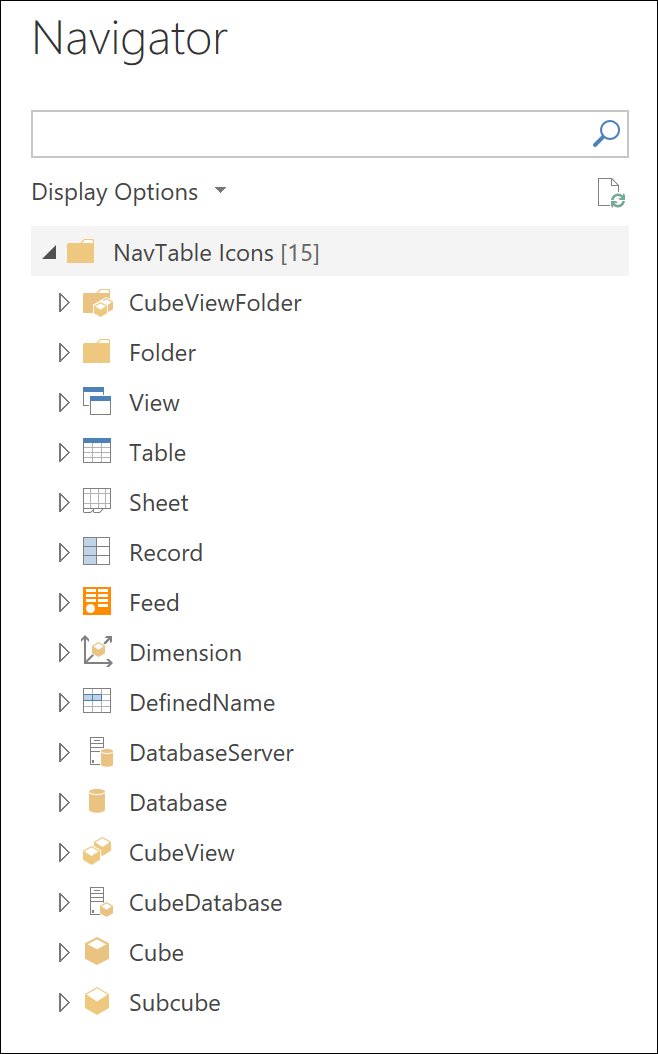 Navigator
Display Options
NavTable Icons [15]
CubeViewFolder
Folder
View
Table
Sheet
Record
Feed
Dimension
DefinedName
DatabaseServer
Database
CubeView
CubeDatabase
Cube
Subcube